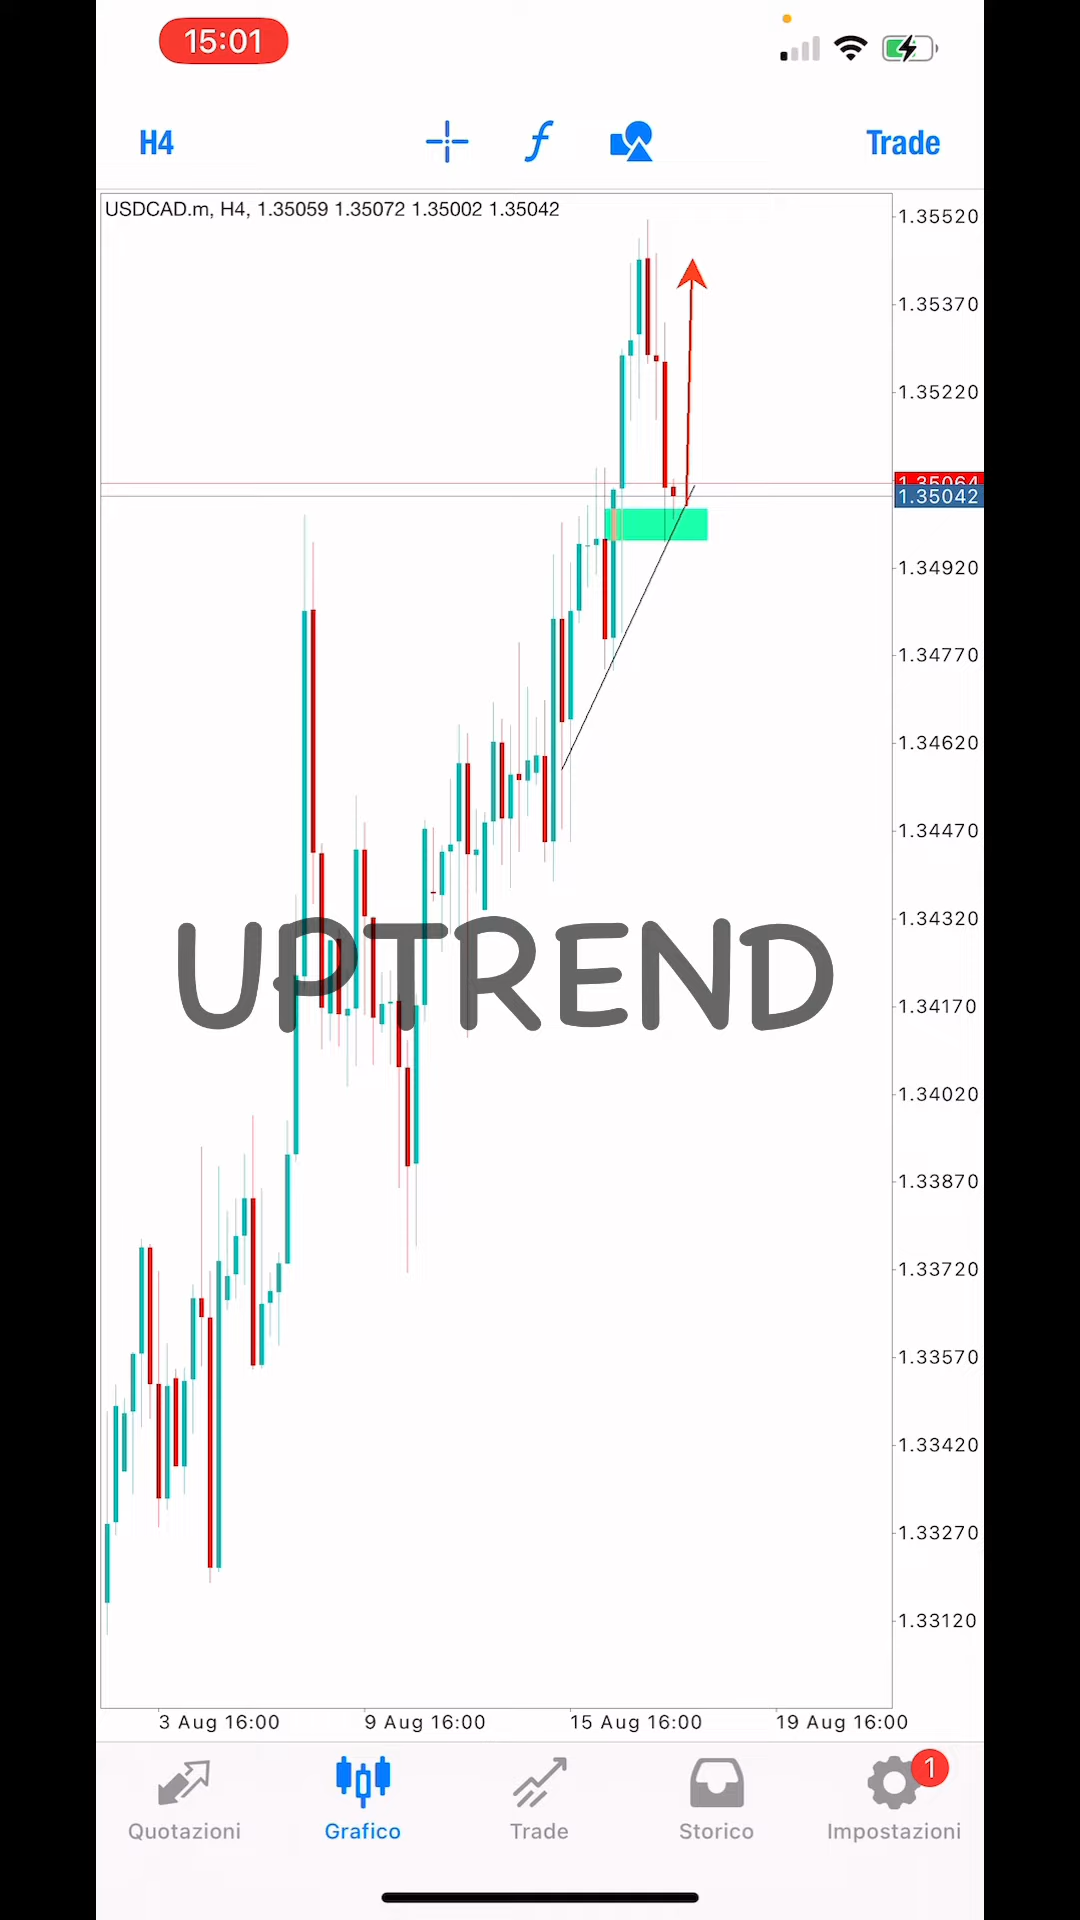 15:01
H4
f
Trade
USDCAD.m, H4, 1.35059 1.35072 1.35002 1.35042
1.35520
1.35370
1.35220
1.35064
1.35042
1.34920
1.34770
1.34620
1.34470
UPTREND
1.34320
1.34170
1.34020
1.33870
1.33720
1.33570
1.33420
1.33270
1.33120
3 Aug 16:00 9 Aug 16:00 15 Aug 16:00 19 Aug 16:00
1
Quotazioni Grafico Trade Storico Impostazioni